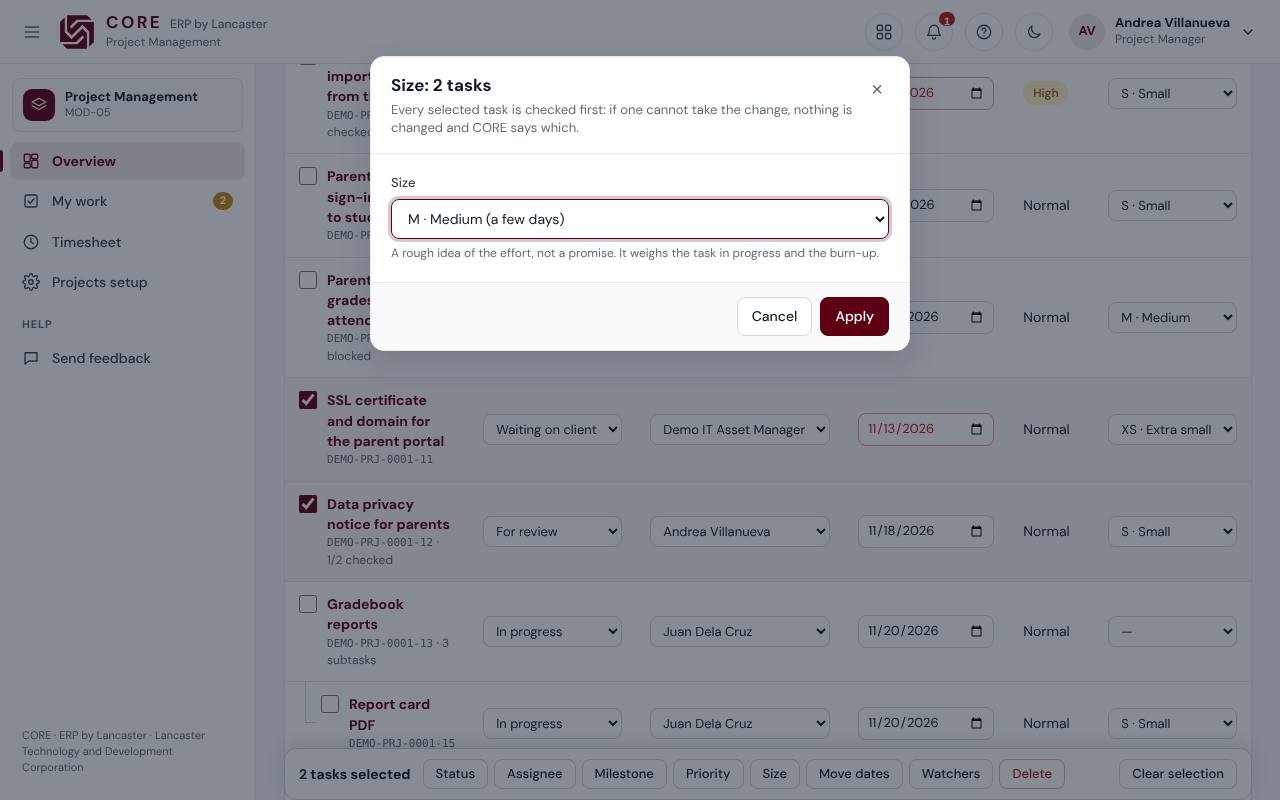 CORE ERP by Lancaster
Project Management
1
AV
Andrea Villanueva
Project Manager
Project Management
MOD-05
Overview
My work
2
Timesheet
Projects setup
HELP
Send feedback
CORE · ERP by Lancaster · Lancaster
Technology and Development
Corporation
Size: 2 tasks
Every selected task is checked first: if one cannot take the change, nothing is
changed and CORE says which.
Size
M · Medium (a few days)
A rough idea of the effort, not a promise. It weighs the task in progress and the burn-up.
Cancel
Apply
High
S · Small
Normal
S · Small
Normal
M · Medium
blocked
SSL certificate
and domain for
the parent portal
DEMO-PRJ-0001-11
Waiting on client
Demo IT Asset Manager
11/13/2026
Normal
XS · Extra small
Data privacy
notice for parents
DEMO-PRJ-0001-12 ·
1/2 checked
For review
Andrea Villanueva
11/18/2026
Normal
S · Small
Gradebook
reports
DEMO-PRJ-0001-13 · 3
subtasks
In progress
Juan Dela Cruz
11/20/2026
Normal
—
Report card
PDF
DEMO-PRJ-0001-15
In progress
Juan Dela Cruz
11/20/2026
Normal
S · Small
2 tasks selected
Status
Assignee
Milestone
Priority
Size
Move dates
Watchers
Delete
Clear selection